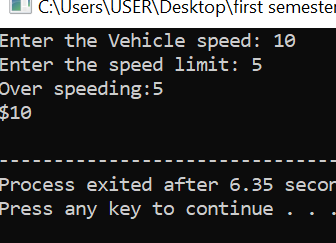 C:\Users\USER\Desktop\first semester
Enter the Vehicle speed: 10
Enter the speed limit: 5
Over speeding:5
$10
--------------------------------
Process exited after 6.35 secon
Press any key to continue . . .